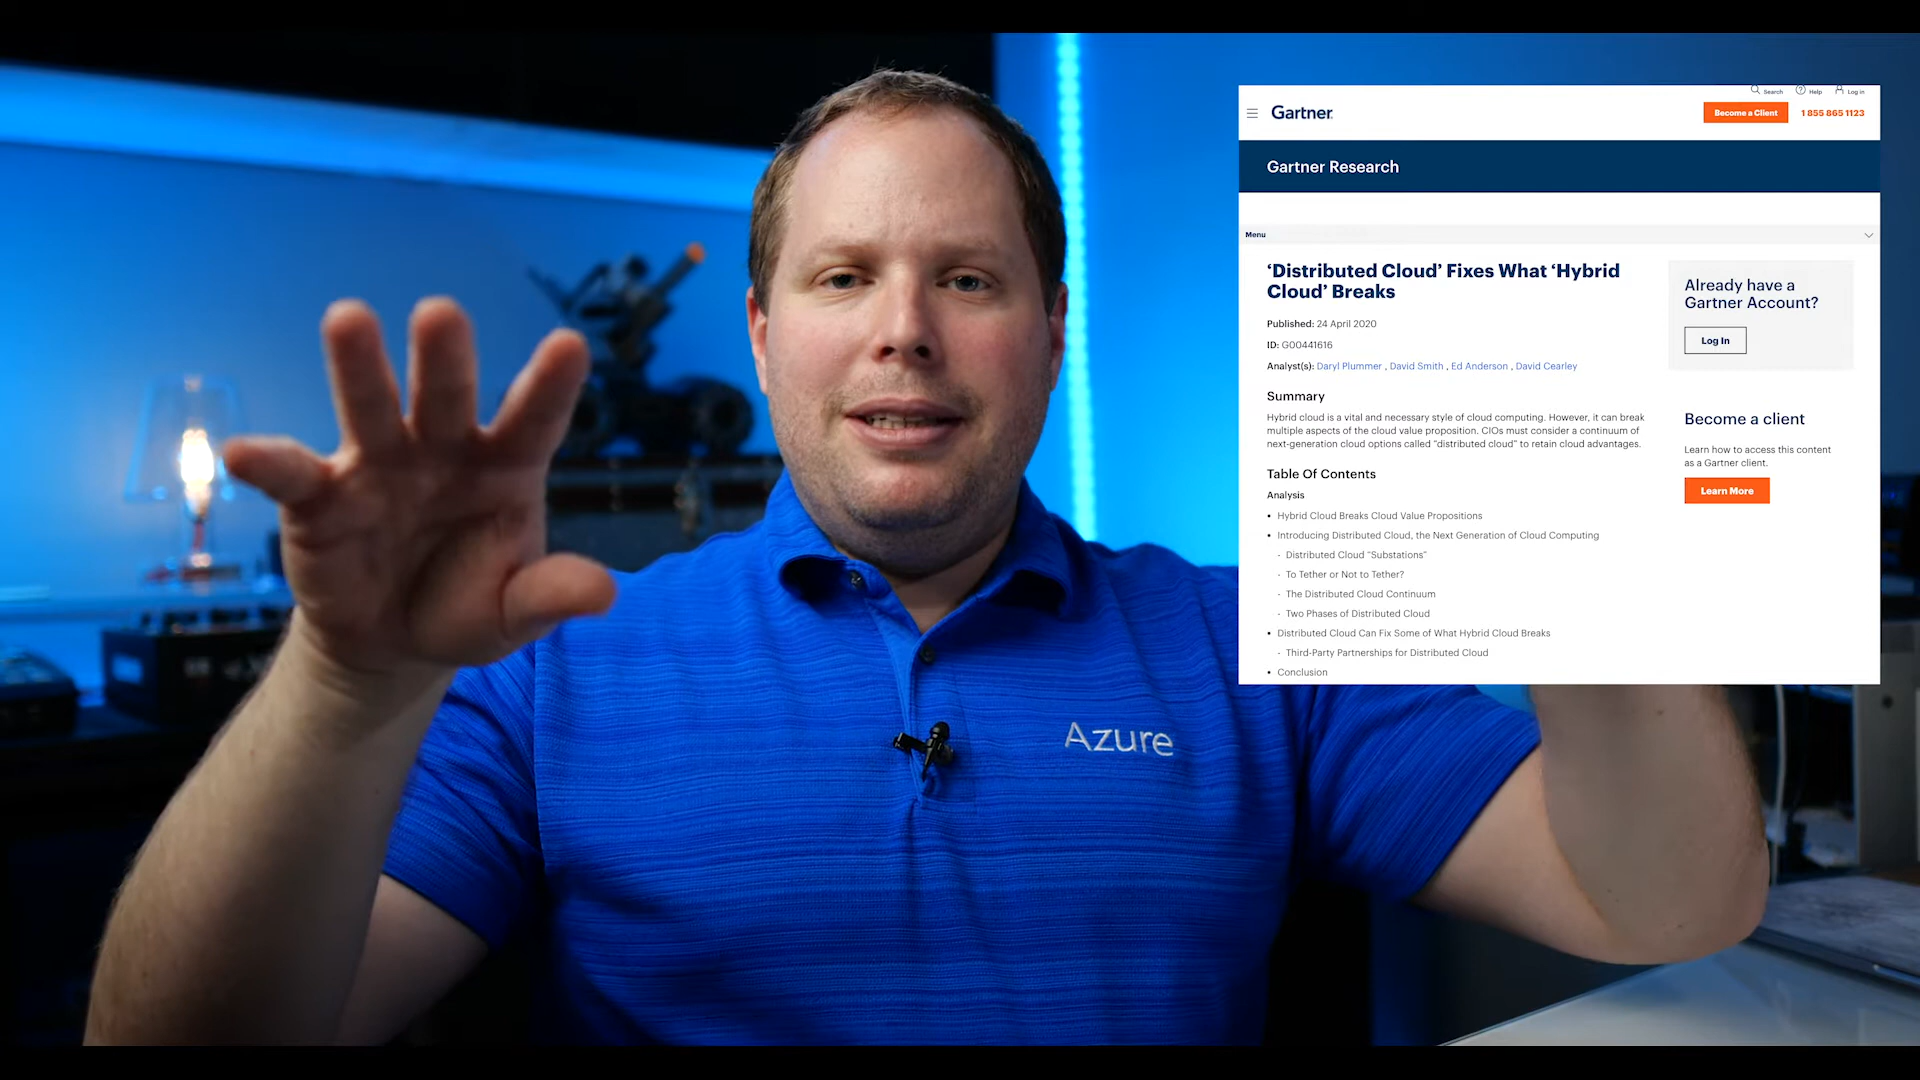 Search Help Log in
Gartner
Become a Client 1 855 865 1123
Gartner Research
Menu
‘Distributed Cloud’ Fixes What ‘Hybrid
Cloud’ Breaks
Published: 24 April 2020
ID: G00441616
Analyst(s): Daryl Plummer , David Smith , Ed Anderson , David Cearley
Summary
Hybrid cloud is a vital and necessary style of cloud computing. However, it can break
multiple aspects of the cloud value proposition. CIOs must consider a continuum of
next-generation cloud options called "distributed cloud" to retain cloud advantages.
Table Of Contents
Analysis
• Hybrid Cloud Breaks Cloud Value Propositions
• Introducing Distributed Cloud, the Next Generation of Cloud Computing
- Distributed Cloud "Substations"
- To Tether or Not to Tether?
- The Distributed Cloud Continuum
- Two Phases of Distributed Cloud
• Distributed Cloud Can Fix Some of What Hybrid Cloud Breaks
- Third-Party Partnerships for Distributed Cloud
• Conclusion
Already have a
Gartner Account?
Log In
Become a client
Learn how to access this content
as a Gartner client.
Learn More
Azure